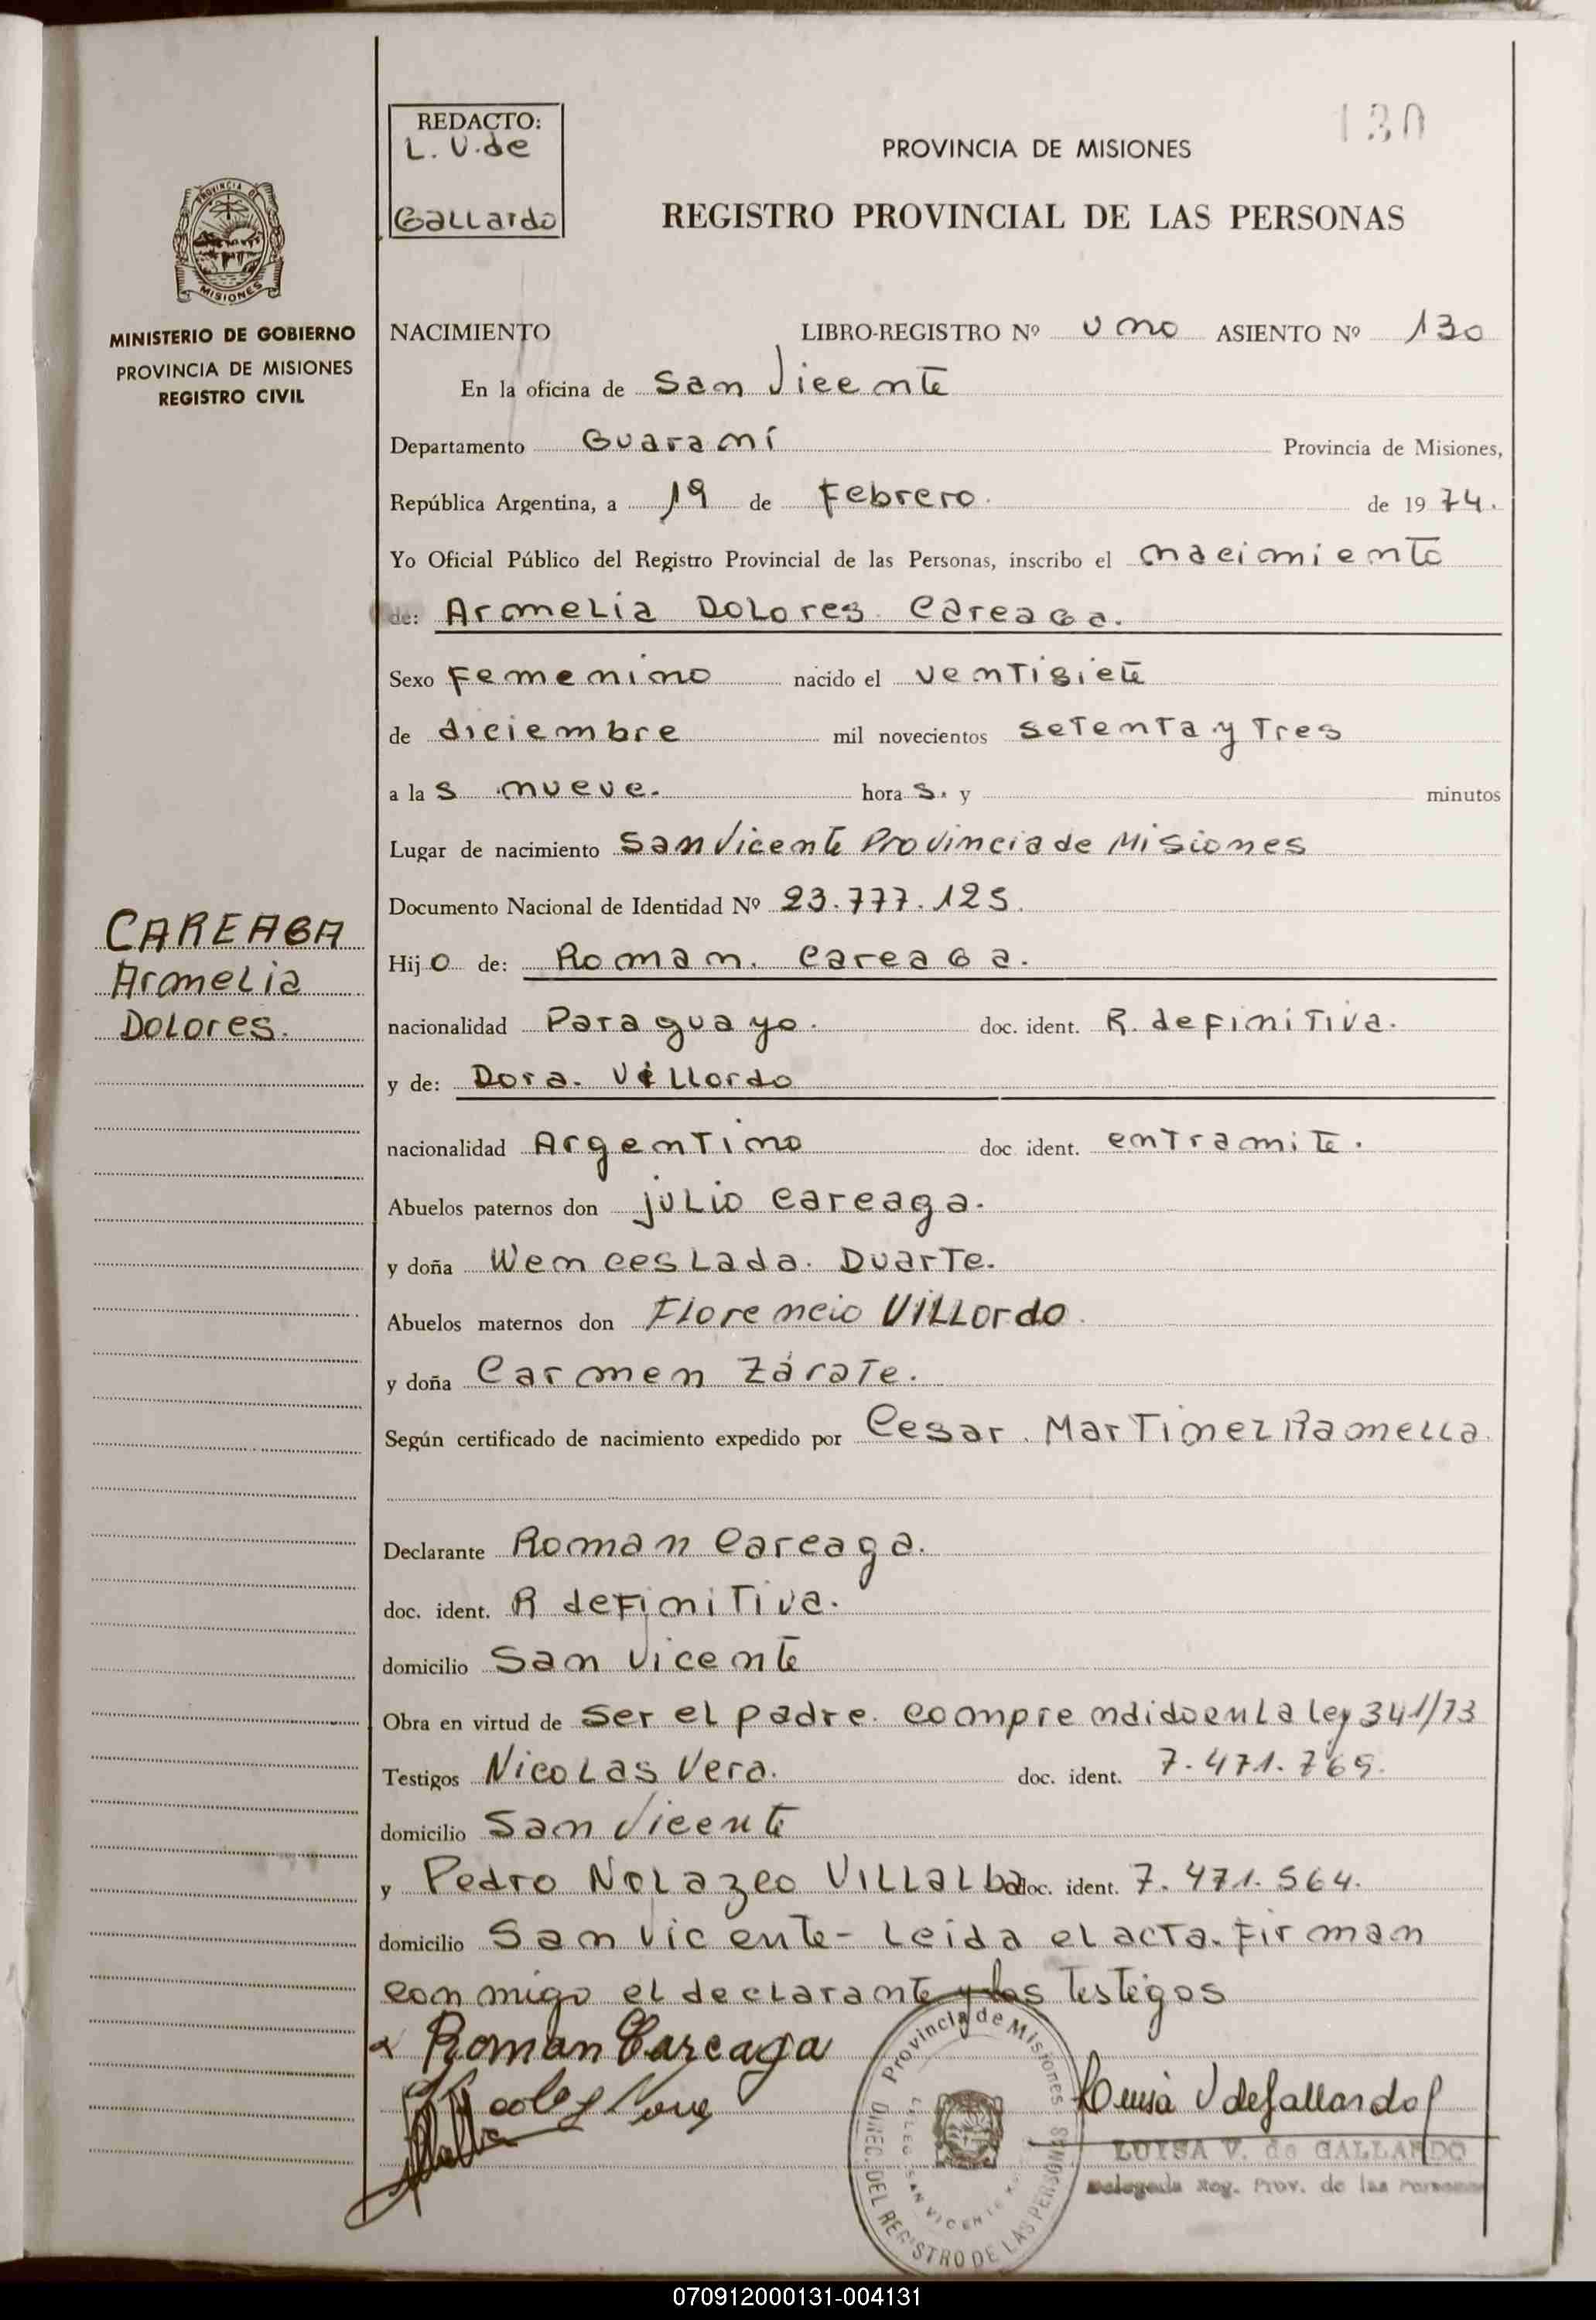 REDACTO:
L. V. de
Gallardo
130
PROVINCIA DE MISIONES
REGISTRO PROVINCIAL DE LAS PERSONAS
PROVINCIA DE
MISIONES
MINISTERIO DE GOBIERNO
PROVINCIA DE MISIONES
REGISTRO CIVIL
NACIMIENTO LIBRO-REGISTRO Nº uno ASIENTO Nº 130
En la oficina de San Vicente
Departamento Guaraní Provincia de Misiones,
República Argentina, a 19 de Febrero. de 1974.
Yo Oficial Público del Registro Provincial de las Personas, inscribo el nacimiento
de: Armelia Dolores Careaga.
Sexo Femenino nacido el ventisiete
de diciembre mil novecientos setenta y tres
a las nueve. horas. y minutos
Lugar de nacimiento San Vicente Provincia de Misiones
Documento Nacional de Identidad Nº 23.777.125.
CAREAGA
Armelia
Dolores.
Hijo de: Roman. Careaga.
nacionalidad Paraguayo. doc. ident. R. definitiva.
y de: Dora. Villordo
nacionalidad Argentino doc. ident. entramite.
Abuelos paternos don julio Careaga.
y doña Wenceslada. Duarte.
Abuelos maternos don Florencio Villordo.
y doña Carmen Zárate.
Según certificado de nacimiento expedido por Cesar. Martinez Ramella.
Declarante Roman Careaga.
doc. ident. R definitiva.
domicilio San Vicente
Obra en virtud de ser el padre. comprendido en la ley 341/73
Testigos Nicolas Vera. doc. ident. 7.471.769.
domicilio San Vicente
y Pedro Nolazco Villalba doc. ident. 7.471.564.
domicilio San Vicente - Leida el acta. Firman
conmigo el declarante y los testigos
Roman Careaga
Luisa V de Gallardo
Provincia de Misiones
DIREC. DEL REGISTRO DE LAS PERSONAS
SAN VICENTE
LUISA V. de GALLARDO
Delegada Reg. Prov. de las Personas
070912000131-004131